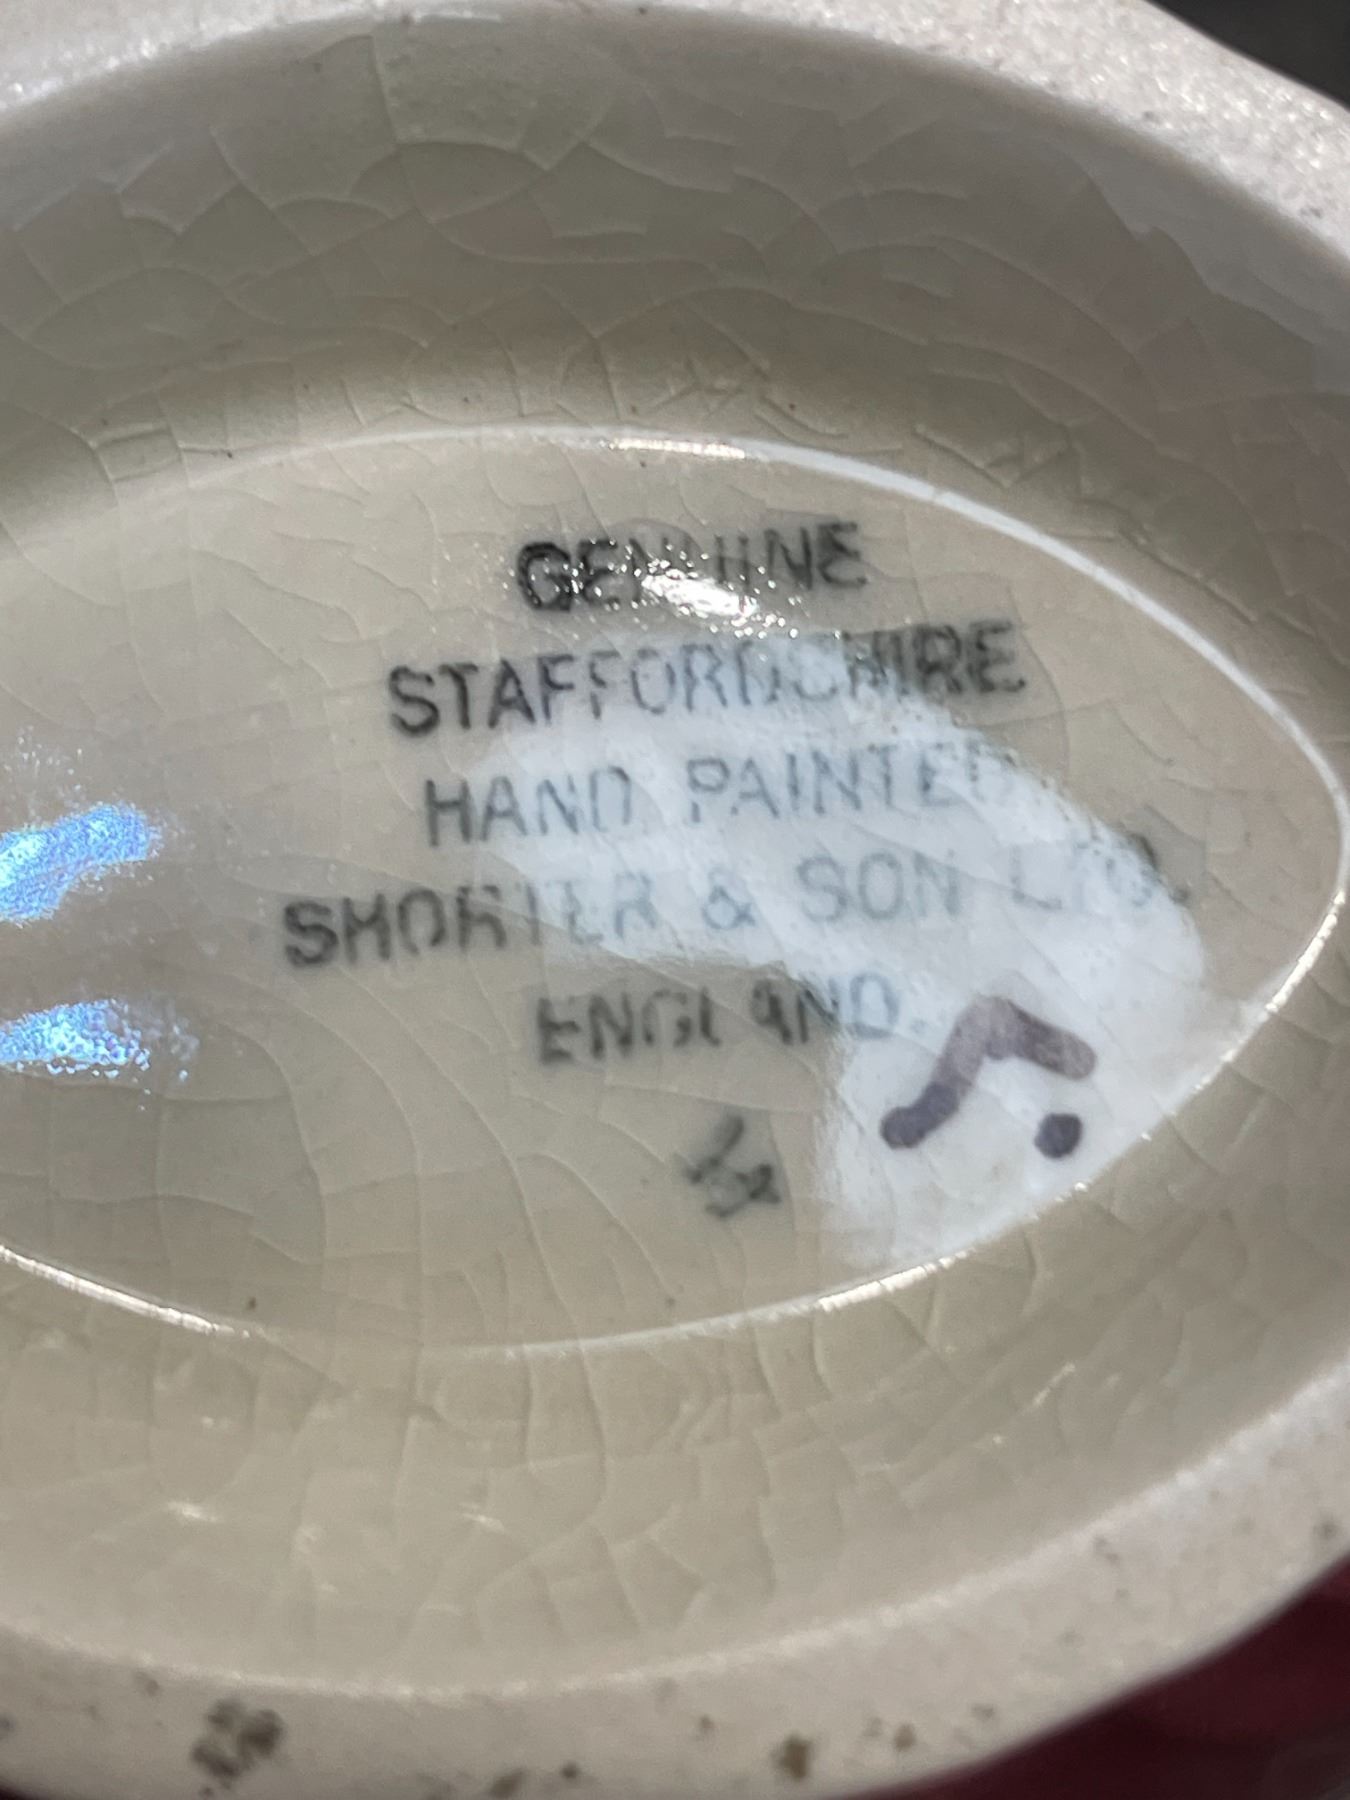 GENUINE
STAFFORDSHIRE
HAND PAINTED
SHORTER & SON LTD.
ENGLAND.